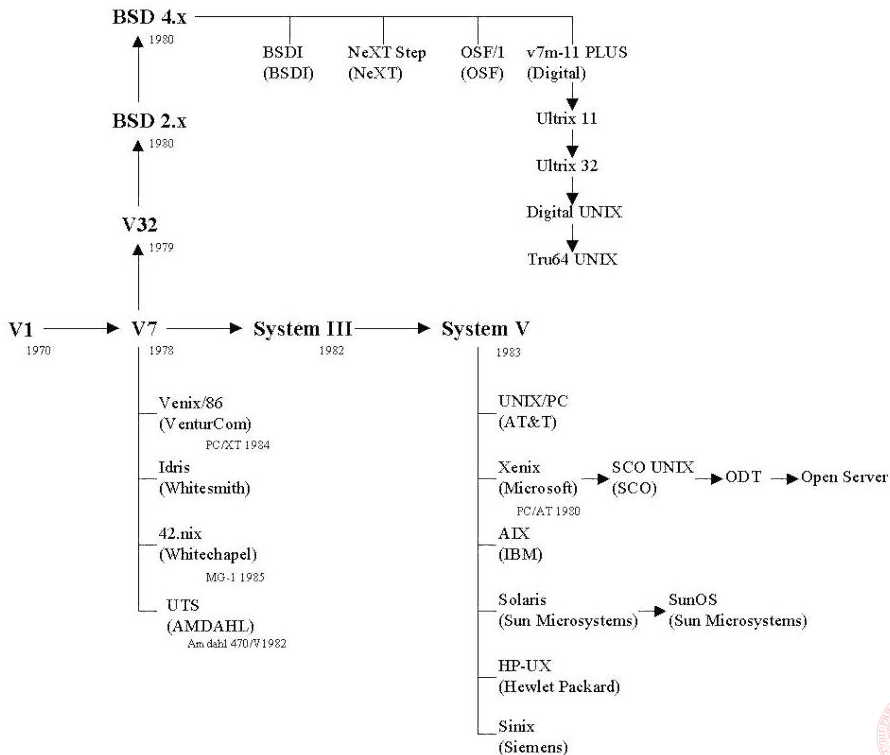 BSD 4.x
1980
BSDI
(BSDI)
NeXT Step
(NeXT)
OSF/1
(OSF)
v7m-11 PLUS
(Digital)
Ultrix 11
BSD 2.x
1980
Ultrix 32
Digital UNIX
V32
1979
Tru64 UNIX
V1
1970
V7
1978
System III
1982
System V
1983
Venix/86
(VenturCom)
PC/XT 1984
Idris
(Whitesmith)
42.nix
(Whitechapel)
MG-1 1985
UTS
(AMDAHL)
Amdahl 470/V1982
UNIX/PC
(AT&T)
Xenix
(Microsoft)
PC/AT 1980
SCO UNIX
(SCO)
ODT
Open Server
AIX
(IBM)
Solaris
(Sun Microsystems)
SunOS
(Sun Microsystems)
HP-UX
(Hewlet Packard)
Sinix
(Siemens)